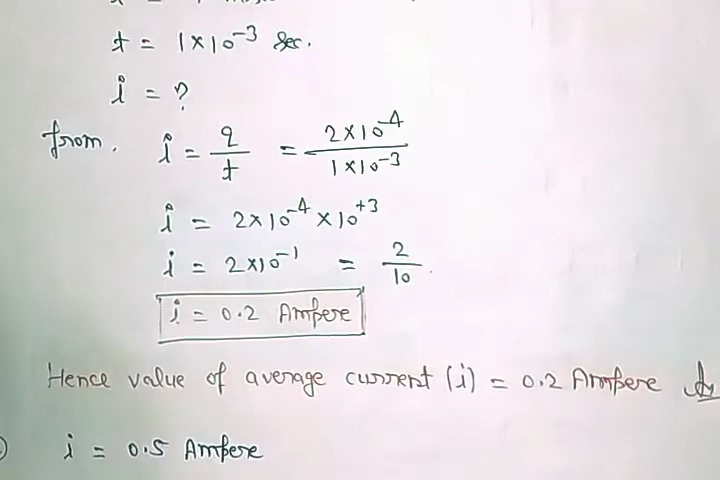 t = 1×10⁻³ Sec.
i = ?
from. i = q/t = 2×10⁻⁴/1×10⁻³
i = 2×10⁻⁴ × 10⁺³
i = 2×10⁻¹ = 2/10.
i = 0.2 Ampere
Hence value of average current (i) = 0.2 Ampere
i = 0.5 Ampere